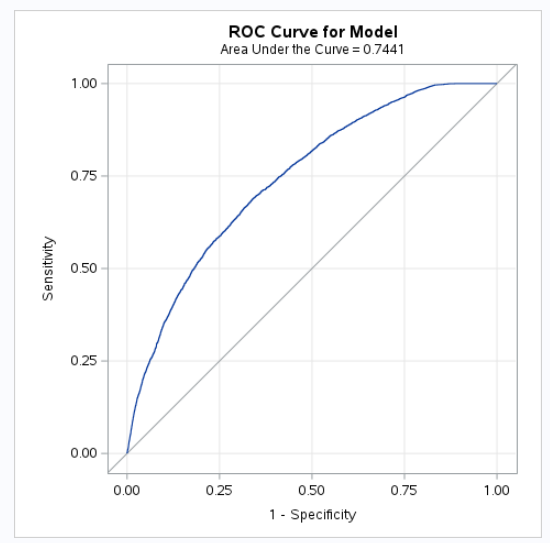 ROC Curve for Model
Area Under the Curve = 0.7441
1.00
0.75
0.50
0.25
0.00
Sensitivity
0.00 0.25 0.50 0.75 1.00
1 - Specificity